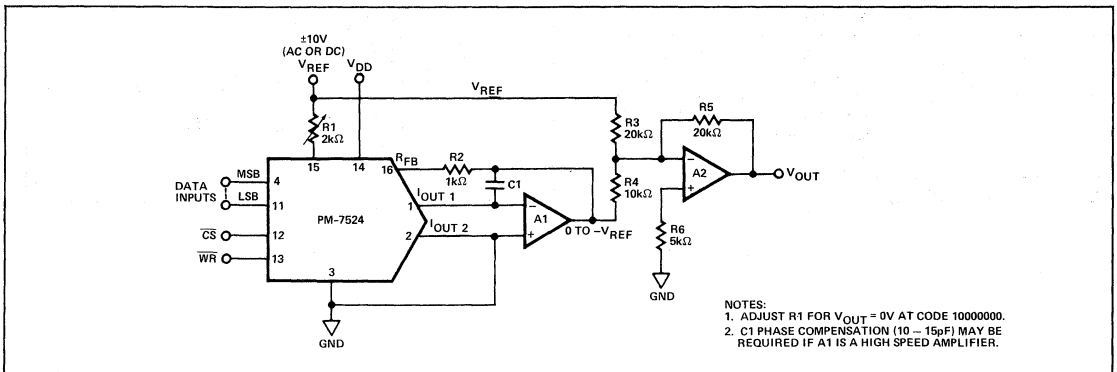 ±10V
(AC OR DC)
VREF
VDD
VREF
R1
2kΩ
R3
20kΩ
R5
20kΩ
15
14
16
RFB
R2
1kΩ
C1
MSB
4
DATA
INPUTS
LSB
11
PM-7524
1
IOUT 1
2
IOUT 2
−
+
A1
0 TO −VREF
R4
10kΩ
−
+
A2
VOUT
CS
12
WR
13
3
R6
5kΩ
GND
GND
NOTES:
1. ADJUST R1 FOR VOUT = 0V AT CODE 10000000.
2. C1 PHASE COMPENSATION (10 – 15pF) MAY BE
REQUIRED IF A1 IS A HIGH SPEED AMPLIFIER.